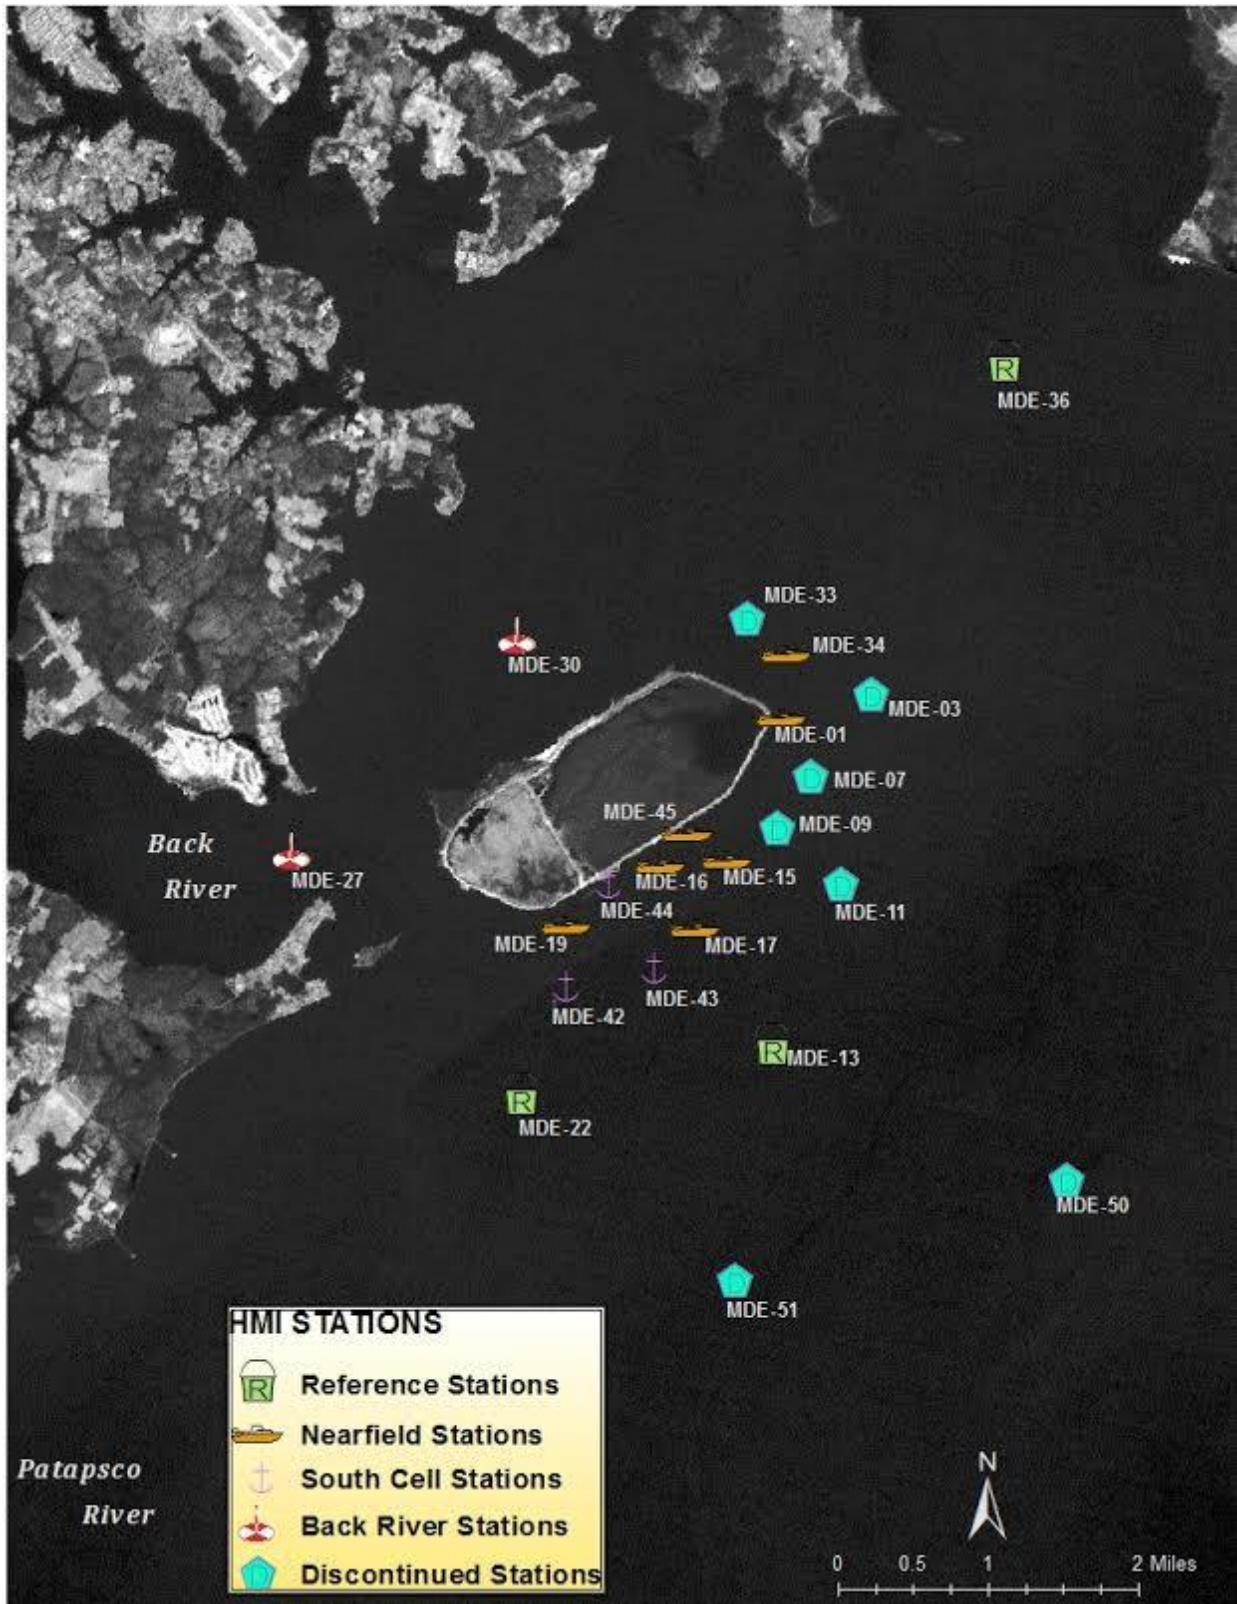 R
MDE-36
D
MDE-33
MDE-34
MDE-30
D
MDE-03
MDE-01
D
MDE-07
MDE-45
D
MDE-09
Back
River
MDE-27
MDE-16
MDE-15
D
MDE-11
MDE-44
MDE-19
MDE-17
MDE-43
MDE-42
R
MDE-13
R
MDE-22
D
MDE-50
D
MDE-51
HMI STATIONS
R Reference Stations
Nearfield Stations
South Cell Stations
Back River Stations
D Discontinued Stations
Patapsco
River
N
0 0.5 1 2 Miles